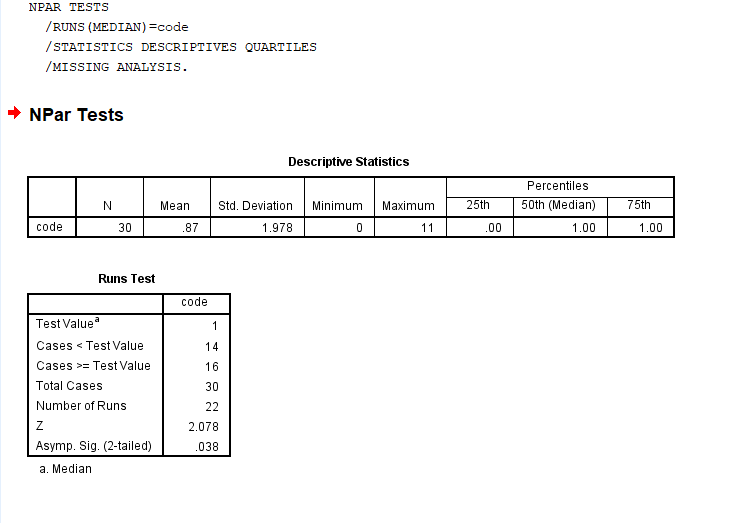 NPAR TESTS
/RUNS(MEDIAN)=code
/STATISTICS DESCRIPTIVES QUARTILES
/MISSING ANALYSIS.
NPar Tests
Descriptive Statistics
Percentiles
N Mean Std. Deviation Minimum Maximum 25th 50th (Median) 75th
code 30 .87 1.978 0 11 .00 1.00 1.00
Runs Test
code
Test Valueª 1
Cases < Test Value 14
Cases >= Test Value 16
Total Cases 30
Number of Runs 22
Z 2.078
Asymp. Sig. (2-tailed) .038
a. Median